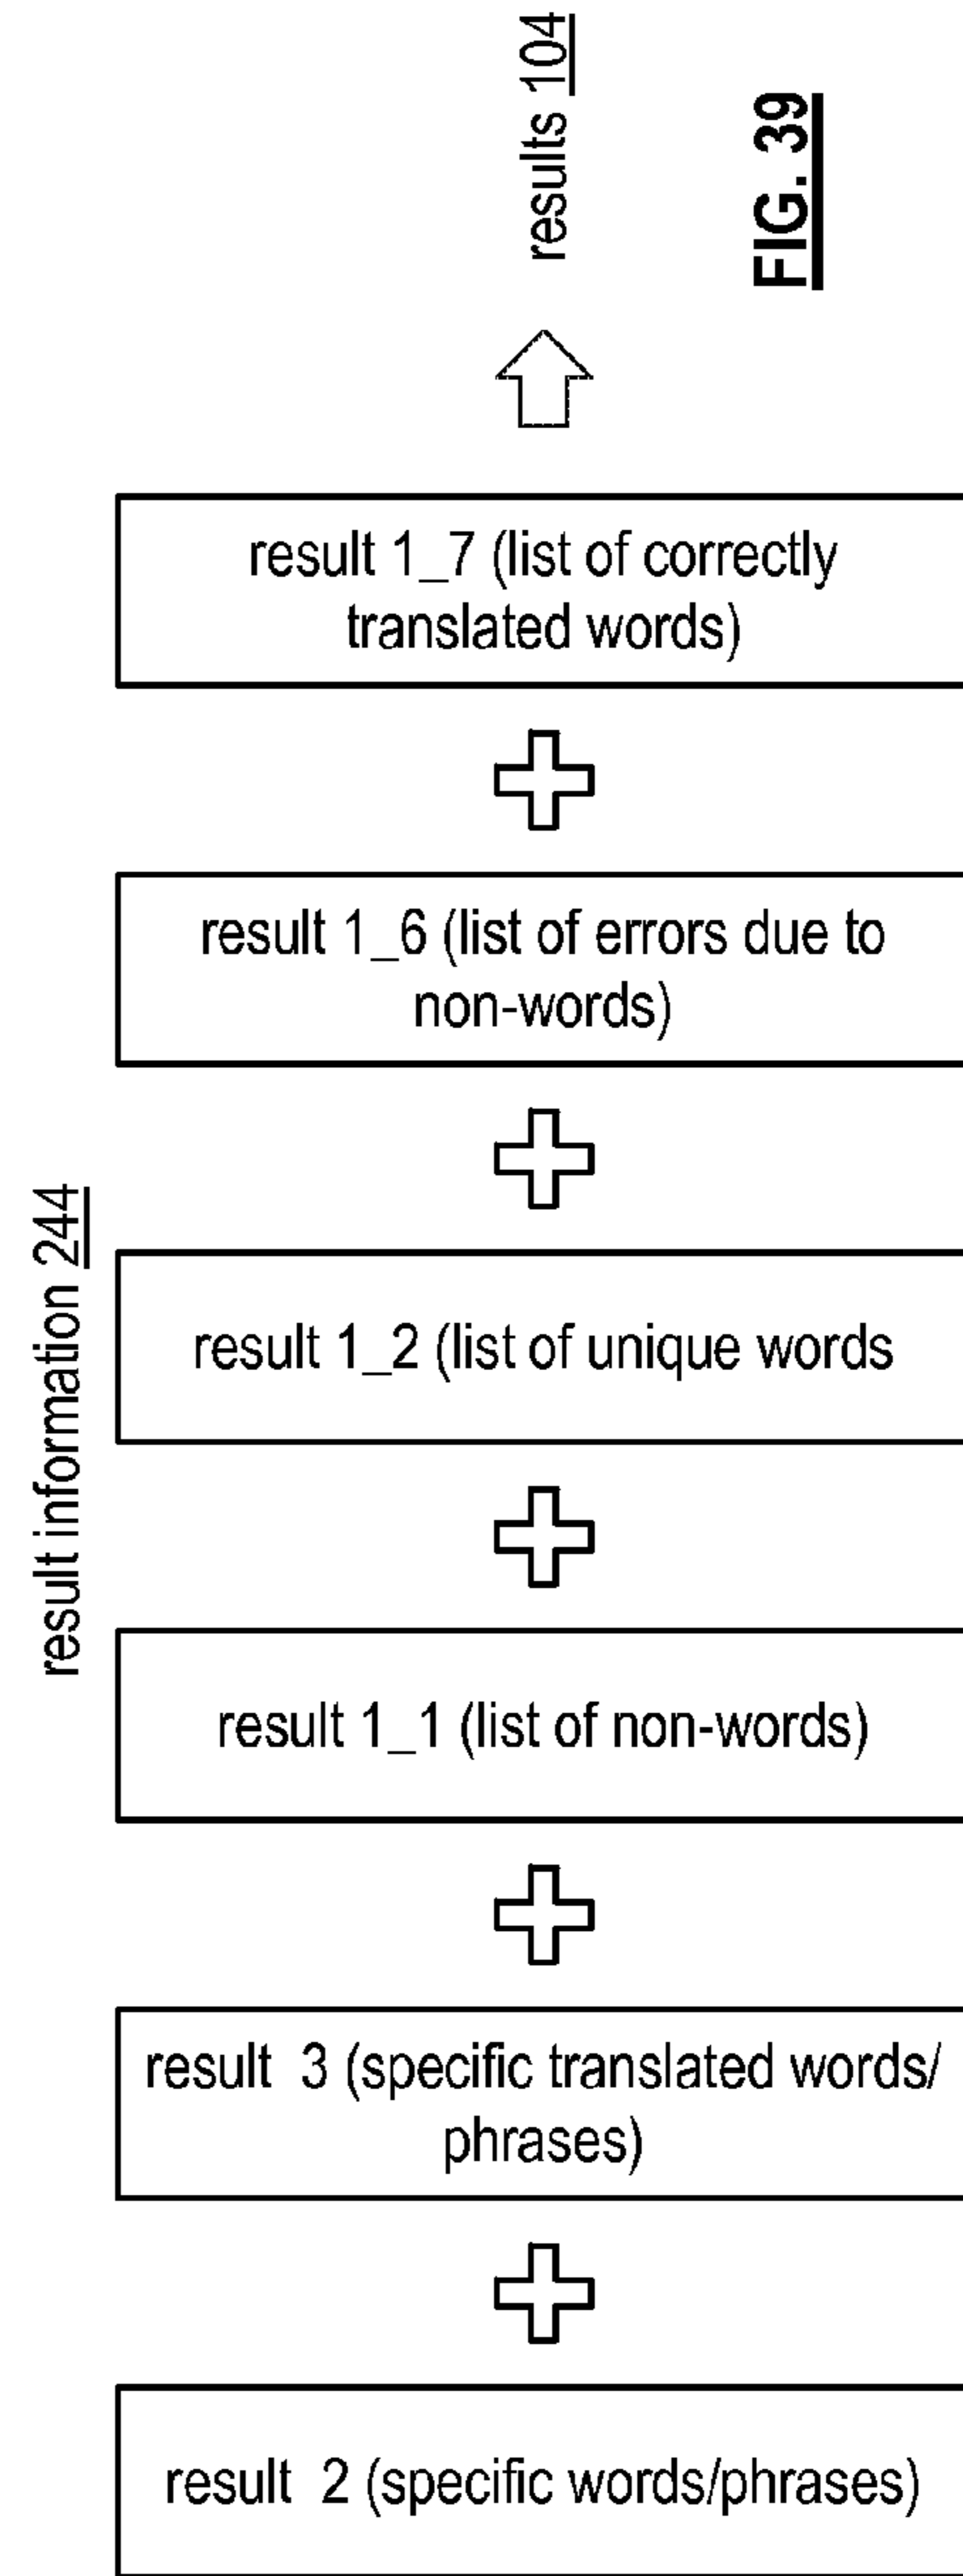 result information 244
result 1_7 (list of correctly
translated words)
result 1_6 (list of errors due to
non-words)
result 1_2 (list of unique words
result 1_1 (list of non-words)
result  3 (specific translated words/
phrases)
result  2 (specific words/phrases)
results 104
FIG. 39